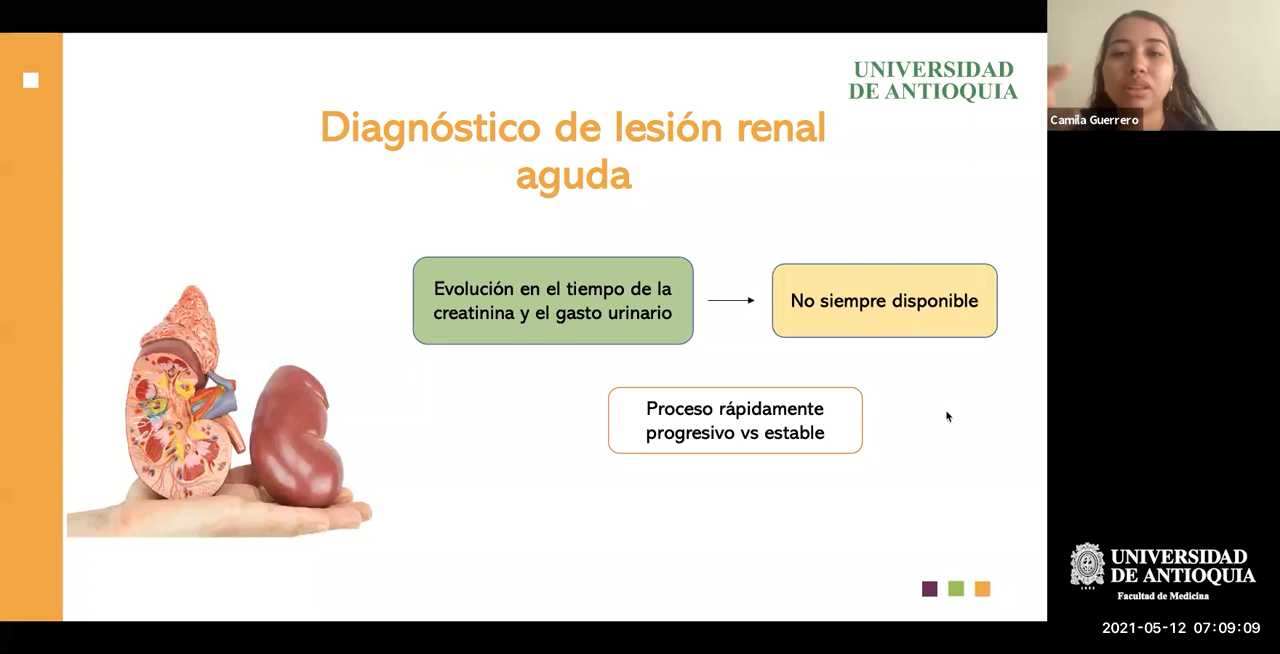 UNIVERSIDAD
DE ANTIOQUIA
Diagnóstico de lesión renal
aguda
Evolución en el tiempo de la
creatinina y el gasto urinario
No siempre disponible
Proceso rápidamente
progresivo vs estable
Camila Guerrero
UNIVERSIDAD
DE ANTIOQUIA
Facultad de Medicina
2021-05-12 07:09:09